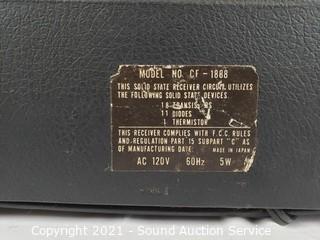 MODEL NO CF-1888
THIS SOLID STATE RECEIVER CIRCUIT UTILIZES
THE FOLLOWING SOLID STATE DEVICES.
18
11 DIODES
1 THERMISTOR
THIS RECEIVER COMPLIES WITH F.C.C. RULES
AND REGULATION PART 15 SUBPART "C" AS
OF MANUFACTURING DATE. MADE IN JAPAN
AC 120V 60Hz 5W
Copyright 2021 - Sound Auction Service